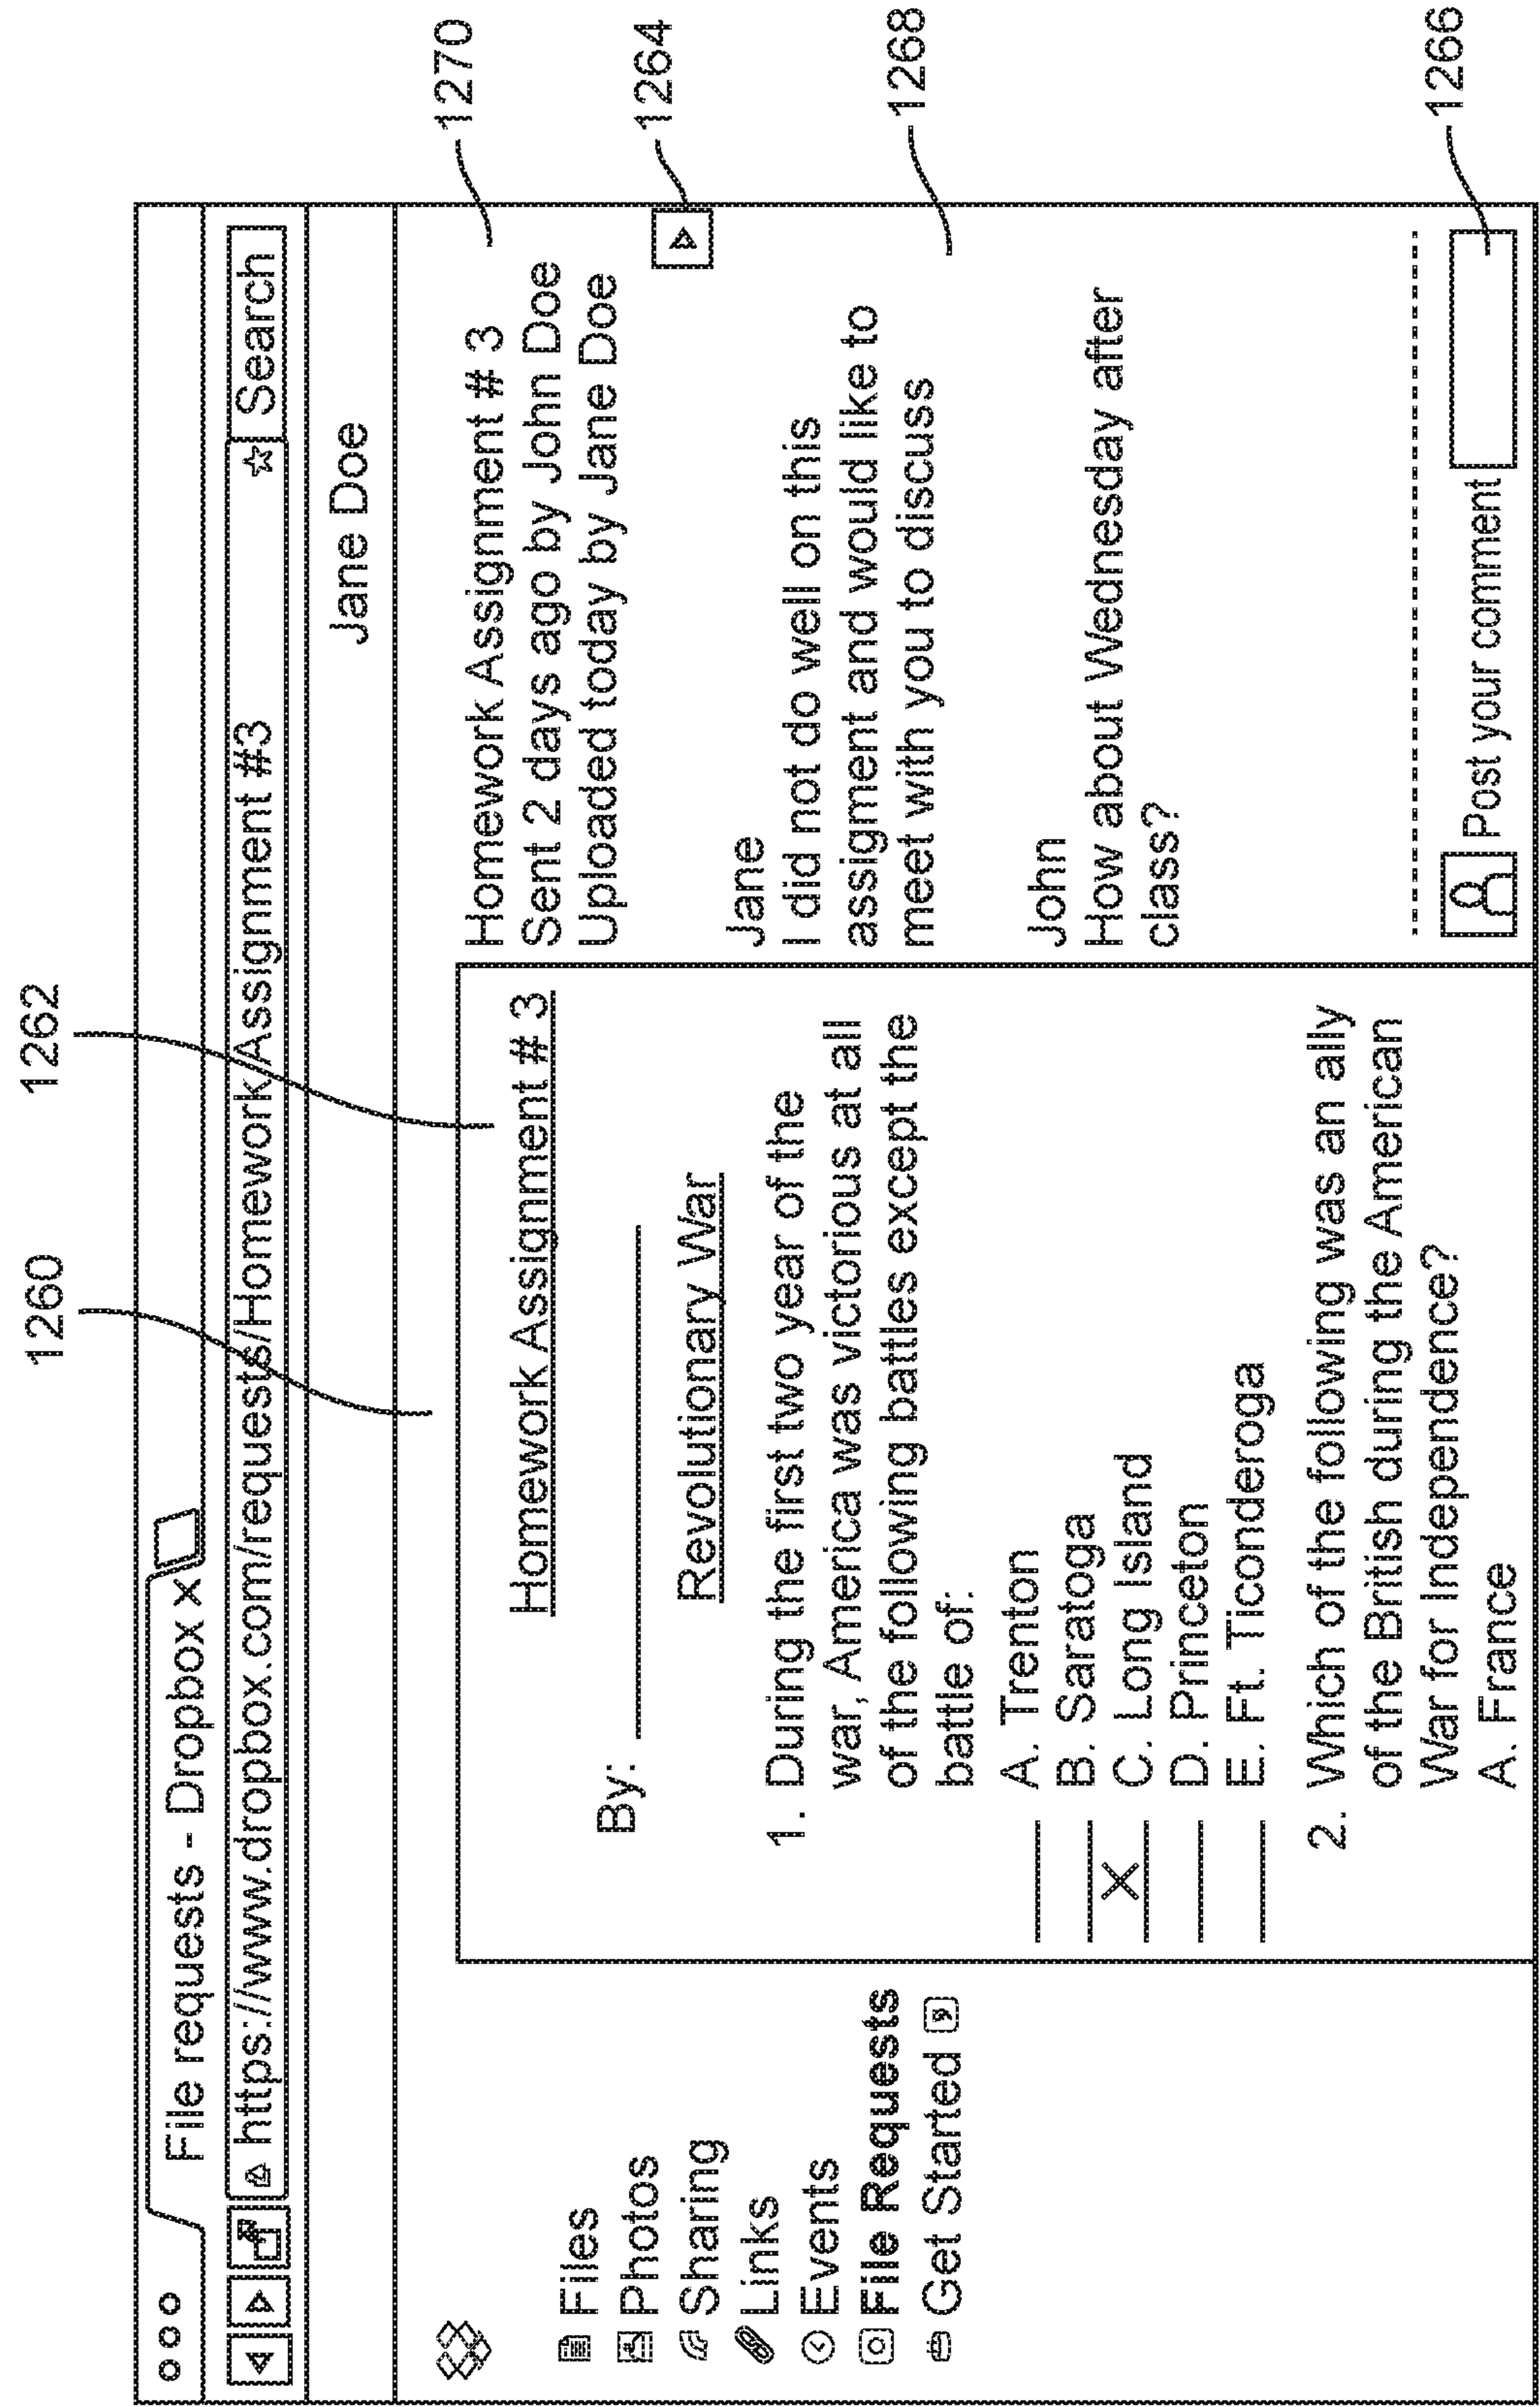 1260
1262
File requests - Dropbox X
https://www.dropbox.com/requests/HomeworkAssignment #3
Search
Jane Doe
Files
Photos
Sharing
Links
Events
File Requests
Get Started
Homework Assignment # 3
By:
Revolutionary War
1. During the first two year of the
war, America was victorious at all
of the following battles except the
battle of:
A. Trenton
B. Saratoga
X C. Long Island
D. Princeton
E. Ft. Ticonderoga
2. Which of the following was an ally
of the British during the American
War for Independence?
A. France
Homework Assignment # 3
Sent 2 days ago by John Doe
Uploaded today by Jane Doe
Jane
I did not do well on this
assigment and would like to
meet with you to discuss
John
How about Wednesday after
class?
Post your comment
1270
1264
1268
1266